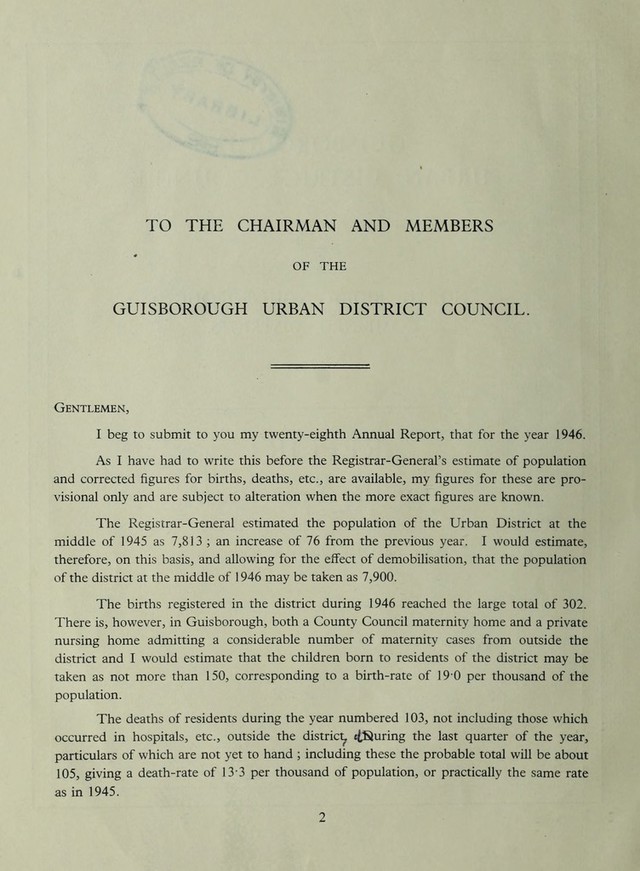 TO THE CHAIRMAN AND MEMBERS
OF THE
GUISBOROUGH URBAN DISTRICT COUNCIL.
GENTLEMEN,
I beg to submit to you my twenty-eighth Annual Report, that for the year 1946.
As I have had to write this before the Registrar-General's estimate of population
and corrected figures for births, deaths, etc., are available, my figures for these are pro-
visional only and are subject to alteration when the more exact figures are known.
The Registrar-General estimated the population of the Urban District at the
middle of 1945 as 7,813 ; an increase of 76 from the previous year. I would estimate,
therefore, on this basis, and allowing for the effect of demobilisation, that the population
of the district at the middle of 1946 may be taken as 7,900.
The births registered in the district during 1946 reached the large total of 302.
There is, however, in Guisborough, both a County Council maternity home and a private
nursing home admitting a considerable number of maternity cases from outside the
district and I would estimate that the children born to residents of the district may be
taken as not more than 150, corresponding to a birth-rate of 19·0 per thousand of the
population.
The deaths of residents during the year numbered 103, not including those which
occurred in hospitals, etc., outside the district, during the last quarter of the year,
particulars of which are not yet to hand ; including these the probable total will be about
105, giving a death-rate of 13·3 per thousand of population, or practically the same rate
as in 1945.
2